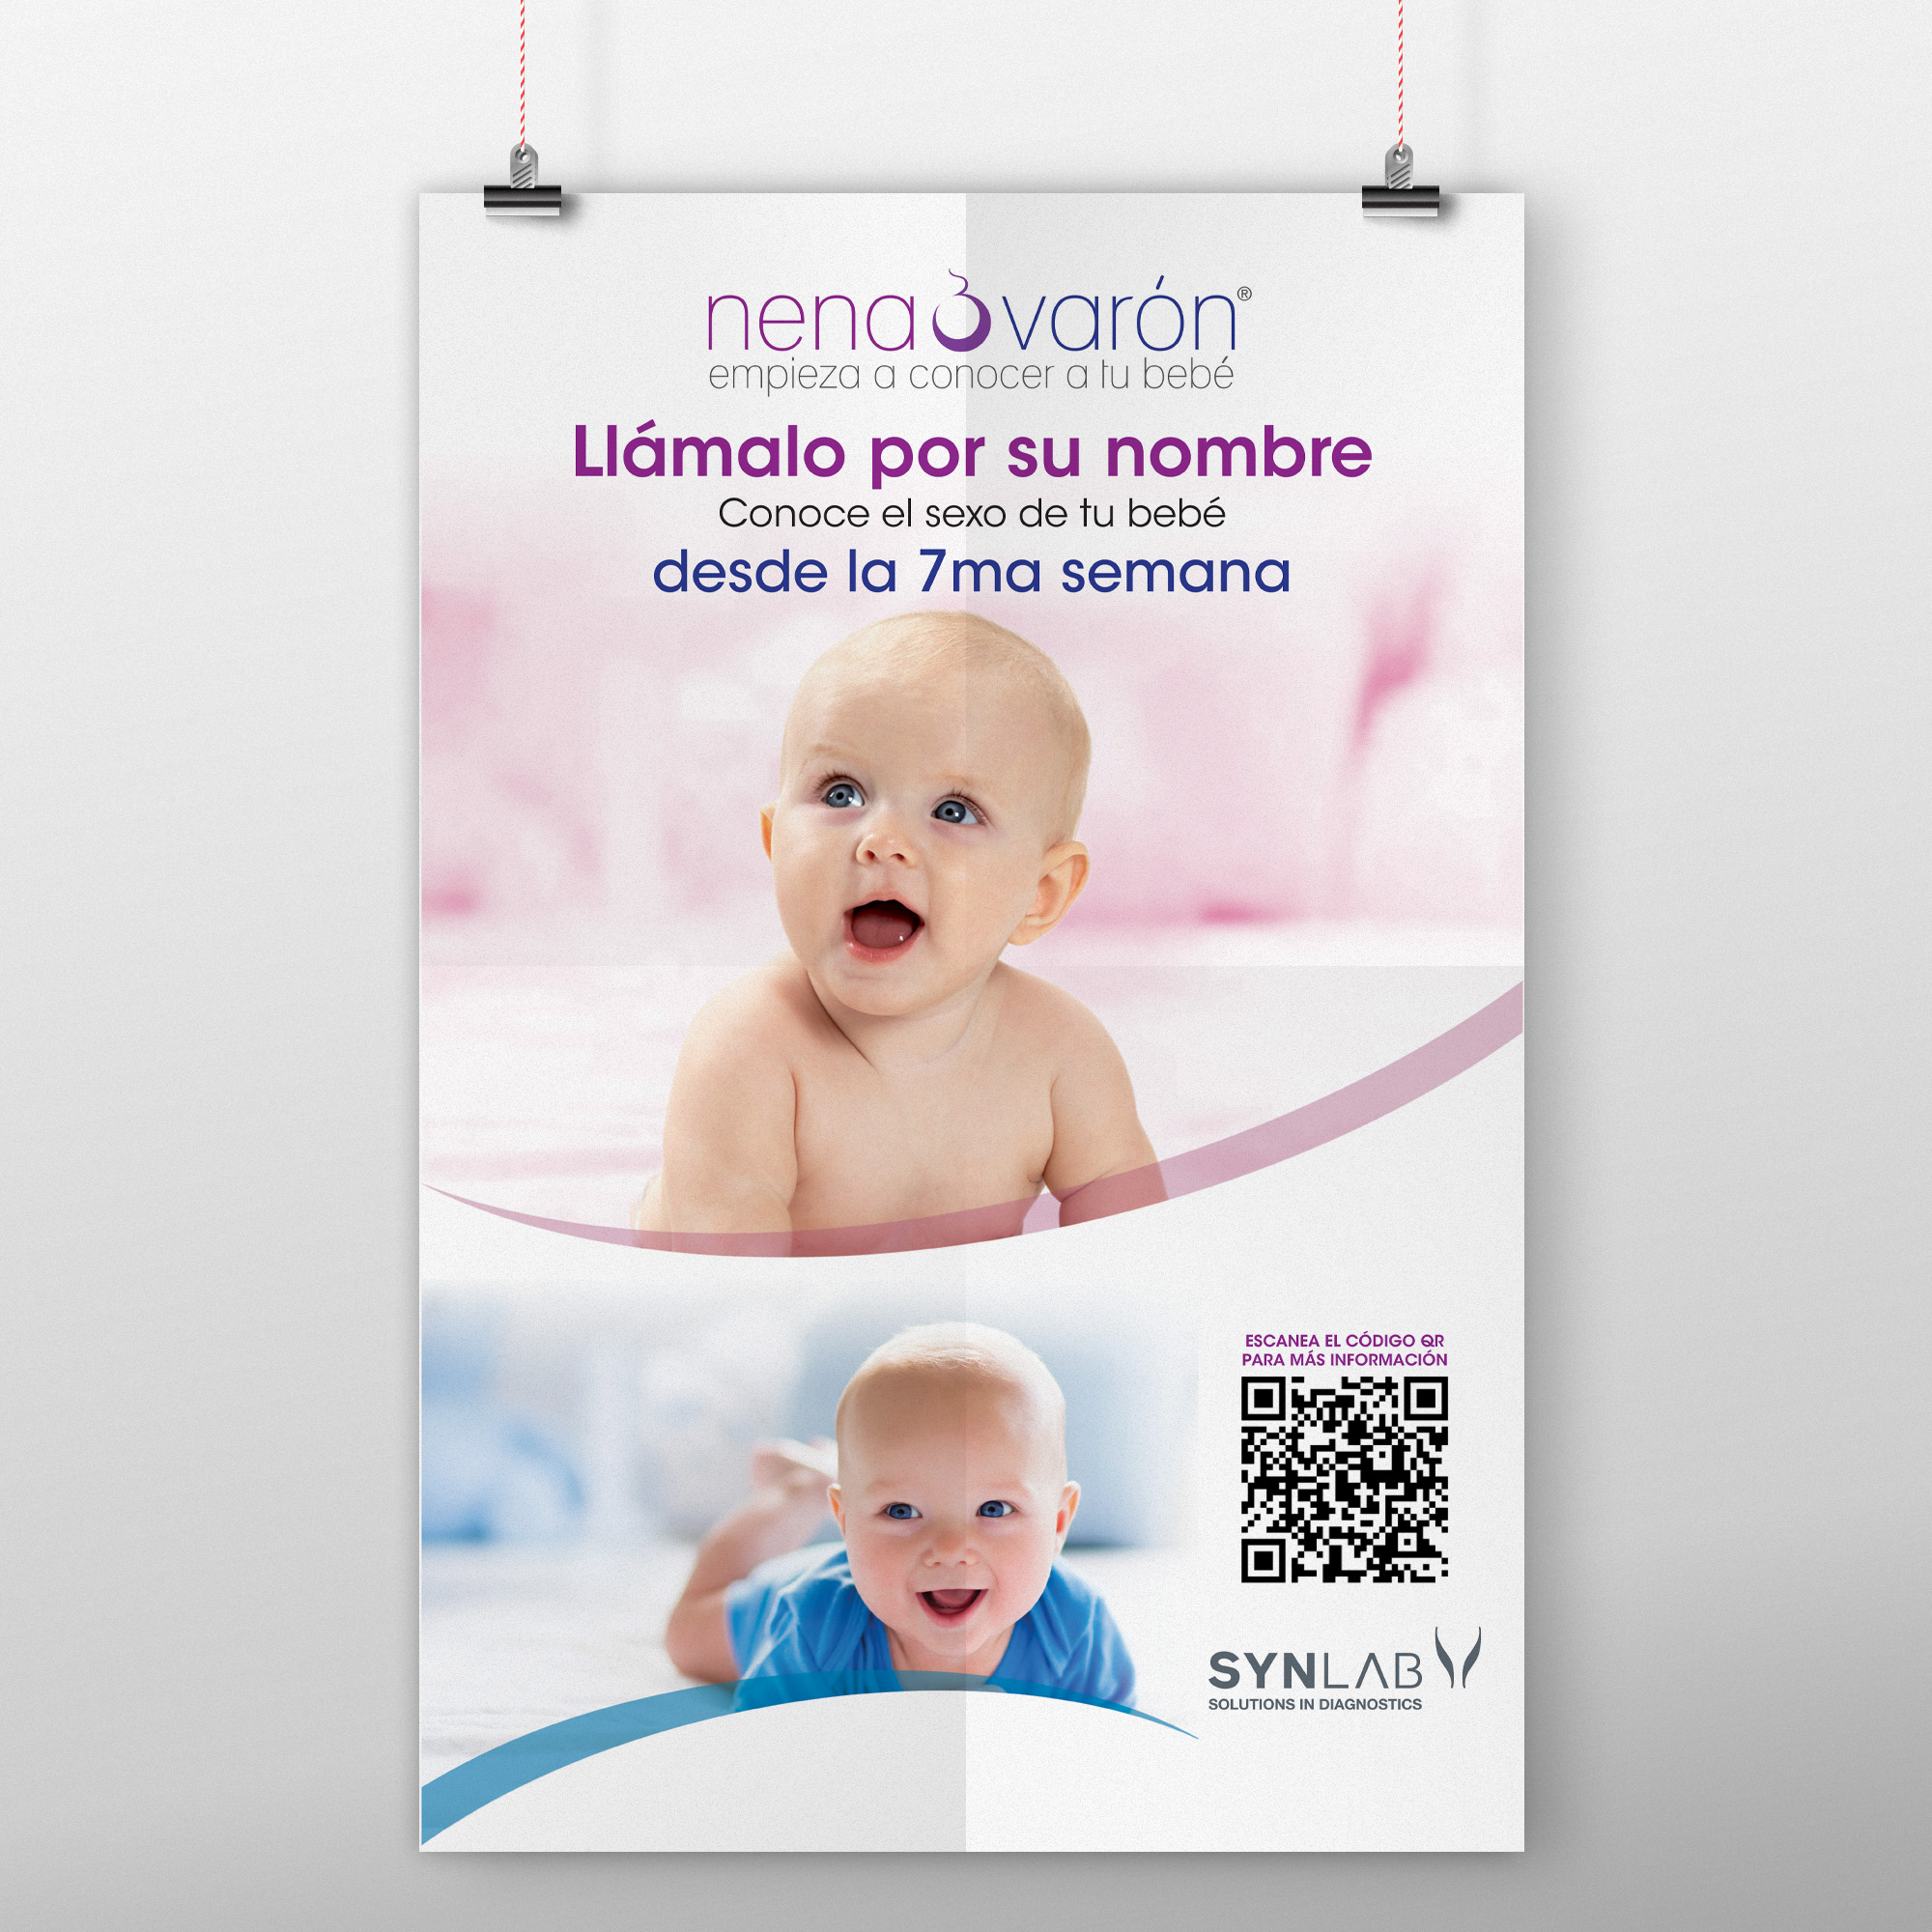 nena ó varón®
empieza a conocer a tu bebé
Llámalo por su nombre
Conoce el sexo de tu bebé
desde la 7ma semana
ESCANEA EL CÓDIGO QR
PARA MÁS INFORMACIÓN
SYNLAB
SOLUTIONS IN DIAGNOSTICS